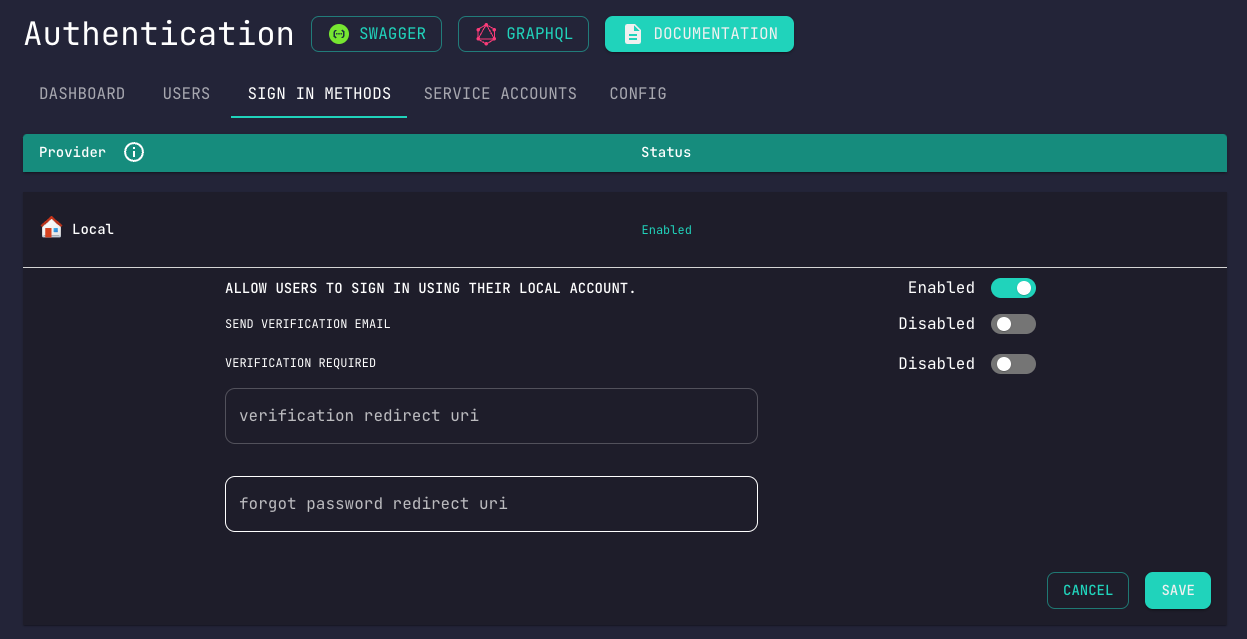 Authentication SWAGGER GRAPHQL DOCUMENTATION
DASHBOARD USERS SIGN IN METHODS SERVICE ACCOUNTS CONFIG
Provider Status
Local Enabled
ALLOW USERS TO SIGN IN USING THEIR LOCAL ACCOUNT. Enabled
SEND VERIFICATION EMAIL Disabled
VERIFICATION REQUIRED Disabled
verification redirect uri
forgot password redirect uri
CANCEL SAVE